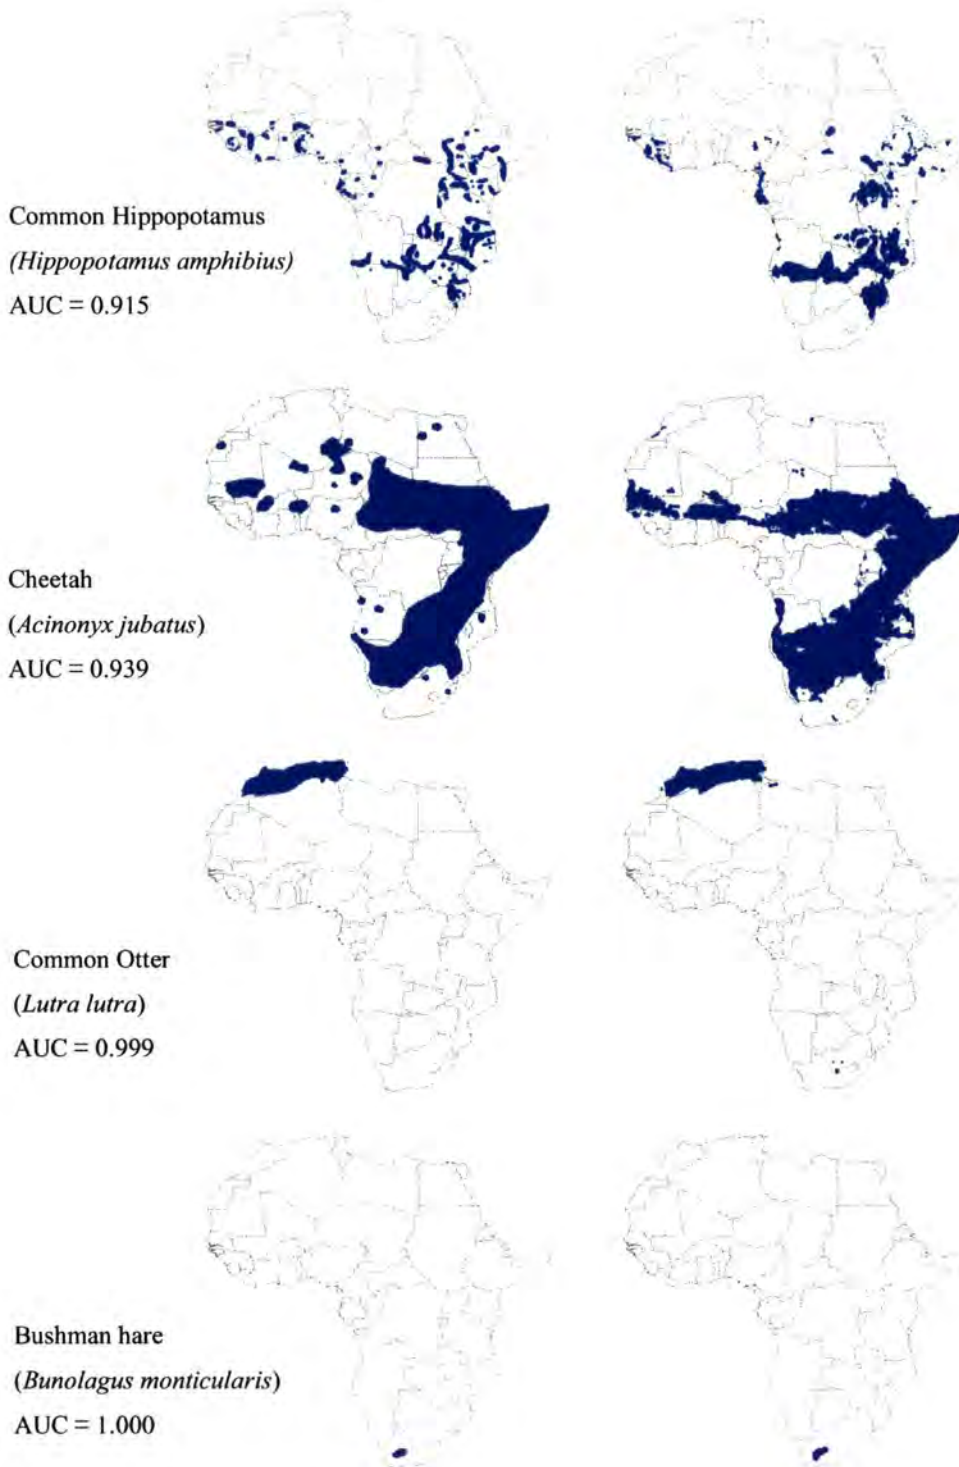 Common Hippopotamus
(Hippopotamus amphibius)
AUC = 0.915
Cheetah
(Acinonyx jubatus)
AUC = 0.939
Common Otter
(Lutra lutra)
AUC = 0.999
Bushman hare
(Bunolagus monticularis)
AUC = 1.000